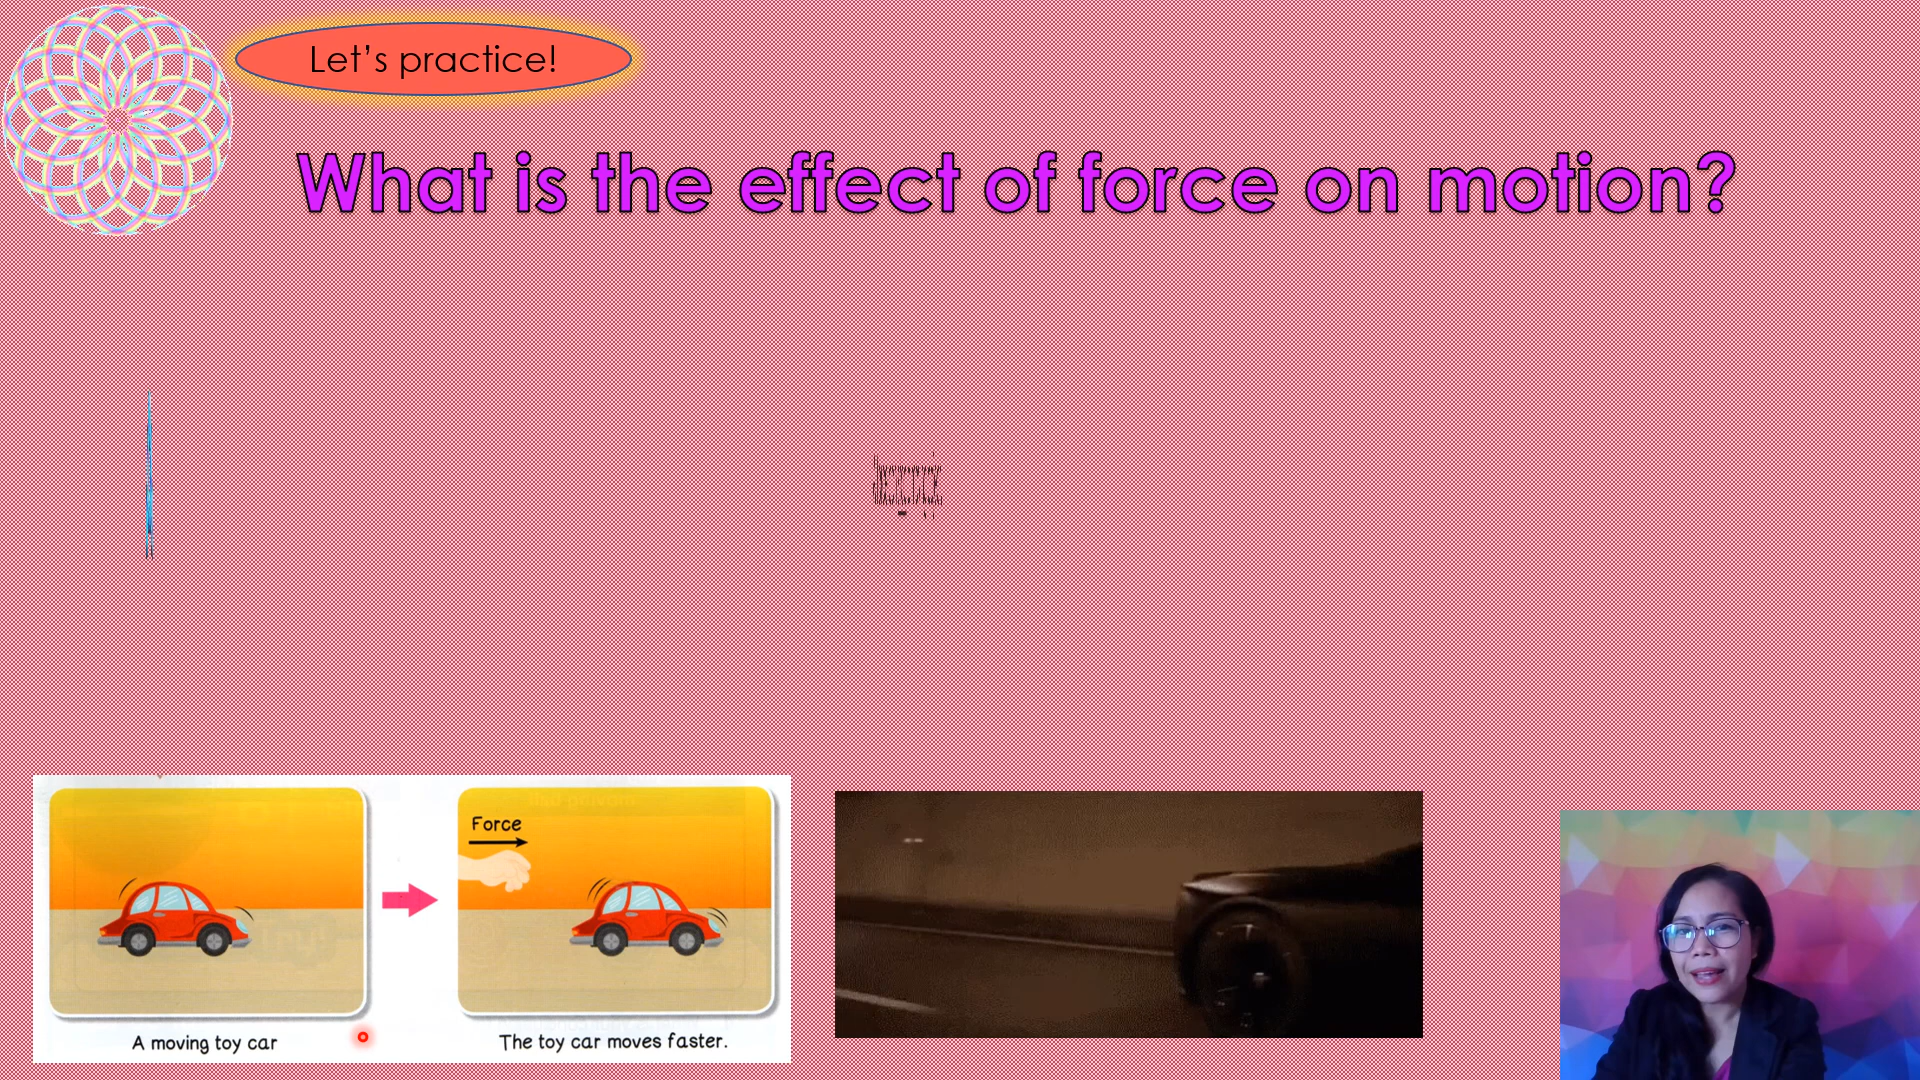 Let's practice!
What is the effect of force on motion?
Force
A moving toy car
The toy car moves faster.